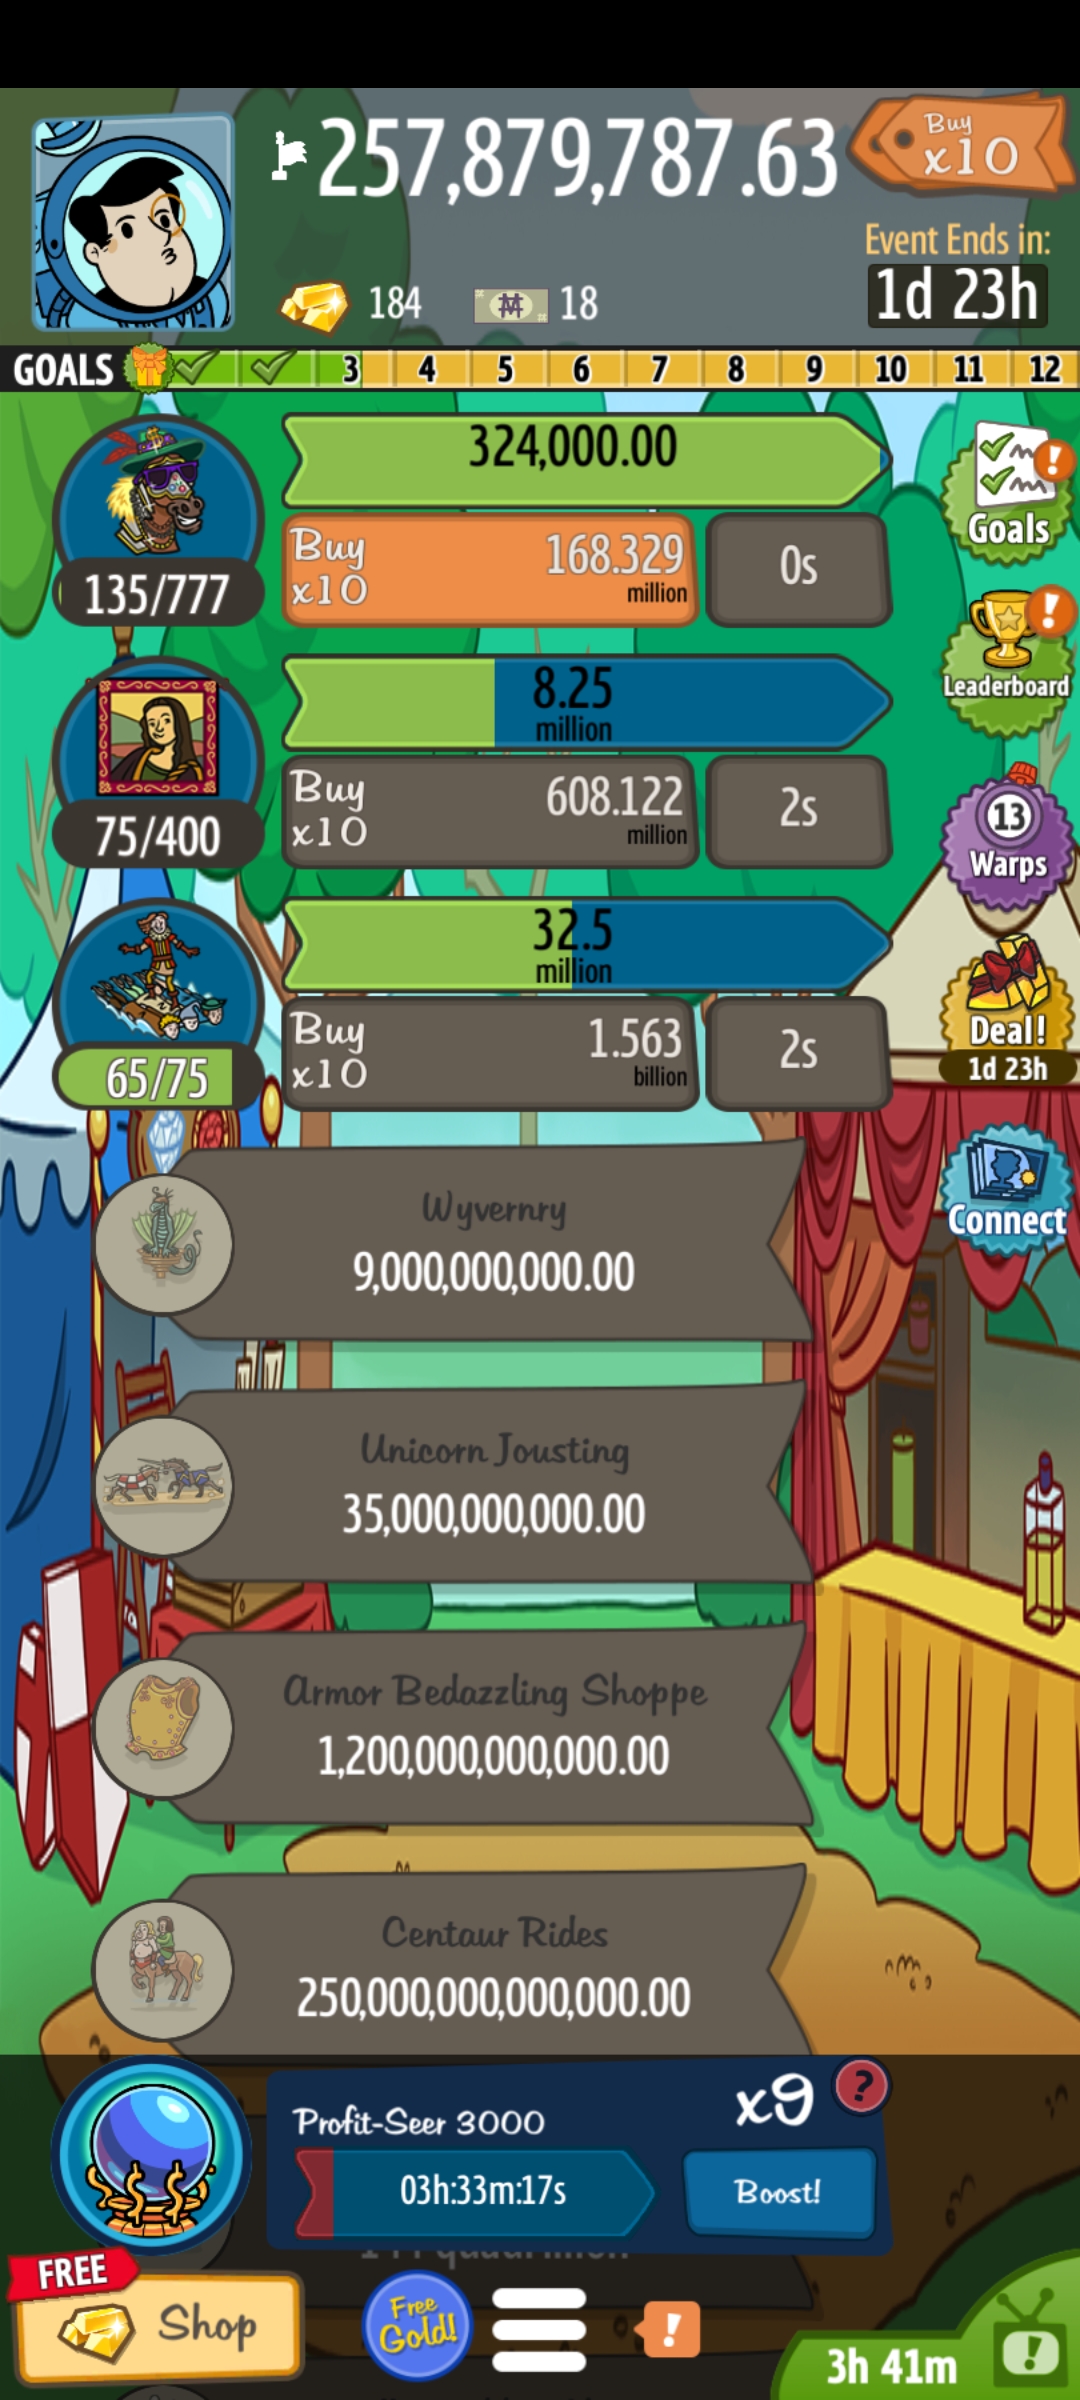 257,879,787.63
Buy
x10
184
18
Event Ends in:
1d 23h
GOALS 3 4 5 6 7 8 9 10 11 12
324,000.00
Buy
x10
168.329
million
0s
135/777
Goals
8.25
million
Buy
x10
608.122
million
2s
75/400
Leaderboard
13
Warps
32.5
million
Buy
x10
1.563
billion
2s
65/75
Deal!
1d 23h
Connect
Wyvernry
9,000,000,000.00
Unicorn Jousting
35,000,000,000.00
Armor Bedazzling Shoppe
1,200,000,000,000.00
Centaur Rides
250,000,000,000,000.00
Profit-Seer 3000
x9
?
03h:33m:17s
Boost!
FREE
Shop
Free
Gold!
!
3h 41m
!